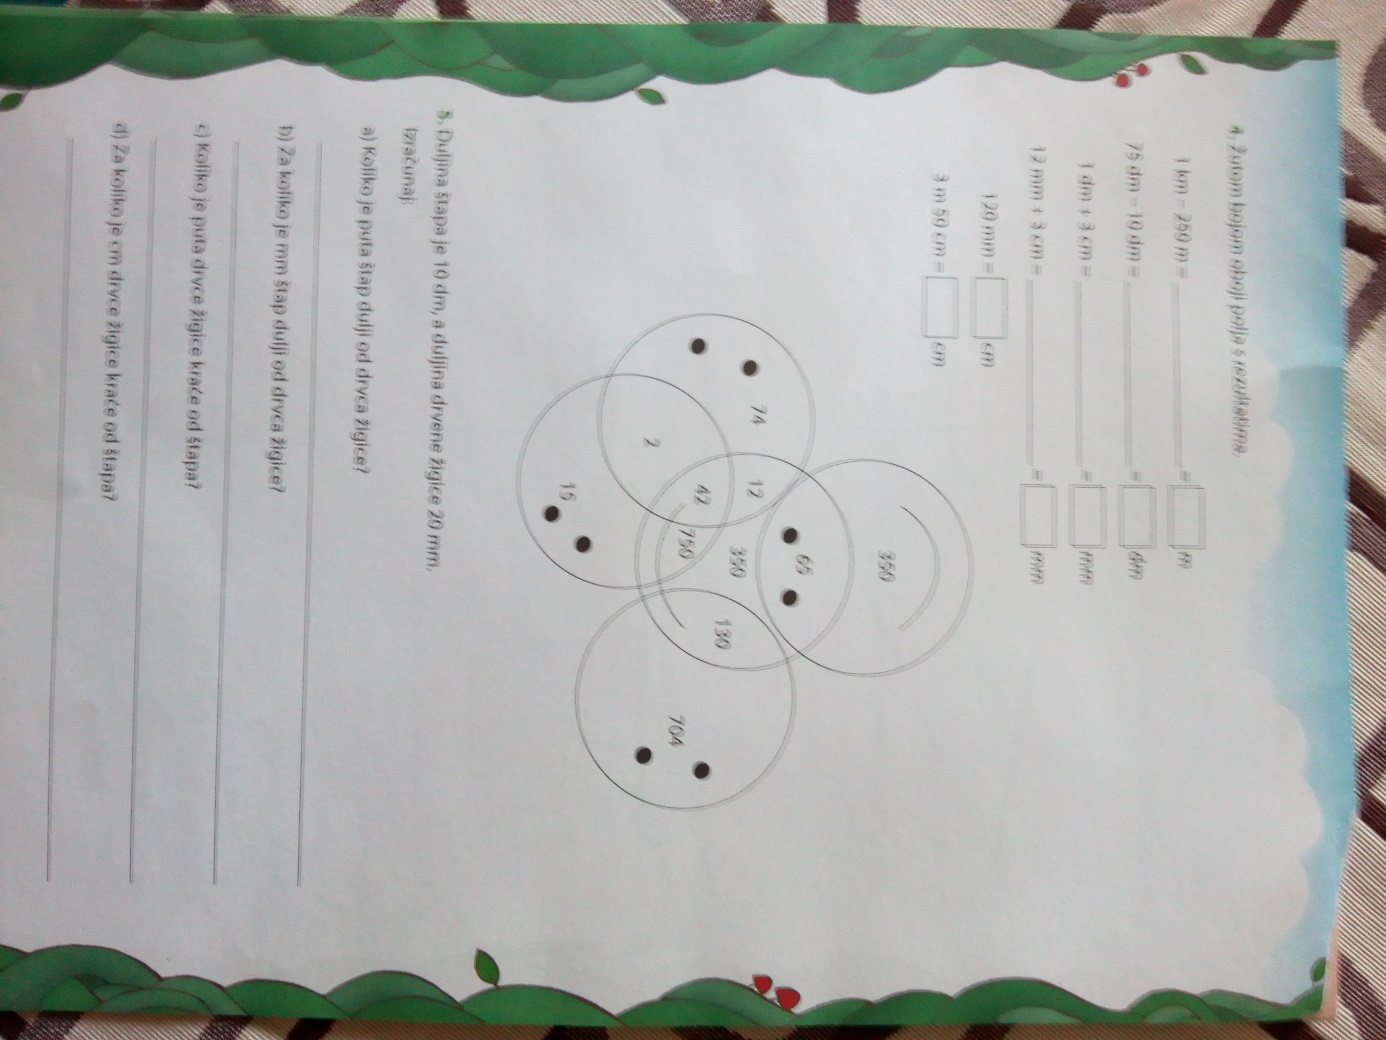 4. Žutom bojom oboji polja s rezultatima.
1 km – 250 m = ____________ = m
75 dm – 10 dm = ____________ = dm
1 dm + 3 cm = ____________ = mm
12 mm + 3 cm = ____________ = mm
120 mm = cm
3 m 50 cm = cm
350
65
74
12
350
130
42
750
2
704
15
5. Duljina štapa je 10 dm, a duljina drvene žigice 20 mm,
Izračunaj:
a) Koliko je puta štap dulji od drvca žigice?
b) Za koliko je mm štap dulji od drvca žigice?
c) Koliko je puta drvce žigice kraće od štapa?
d) Za koliko je cm drvce žigice kraće od štapa?